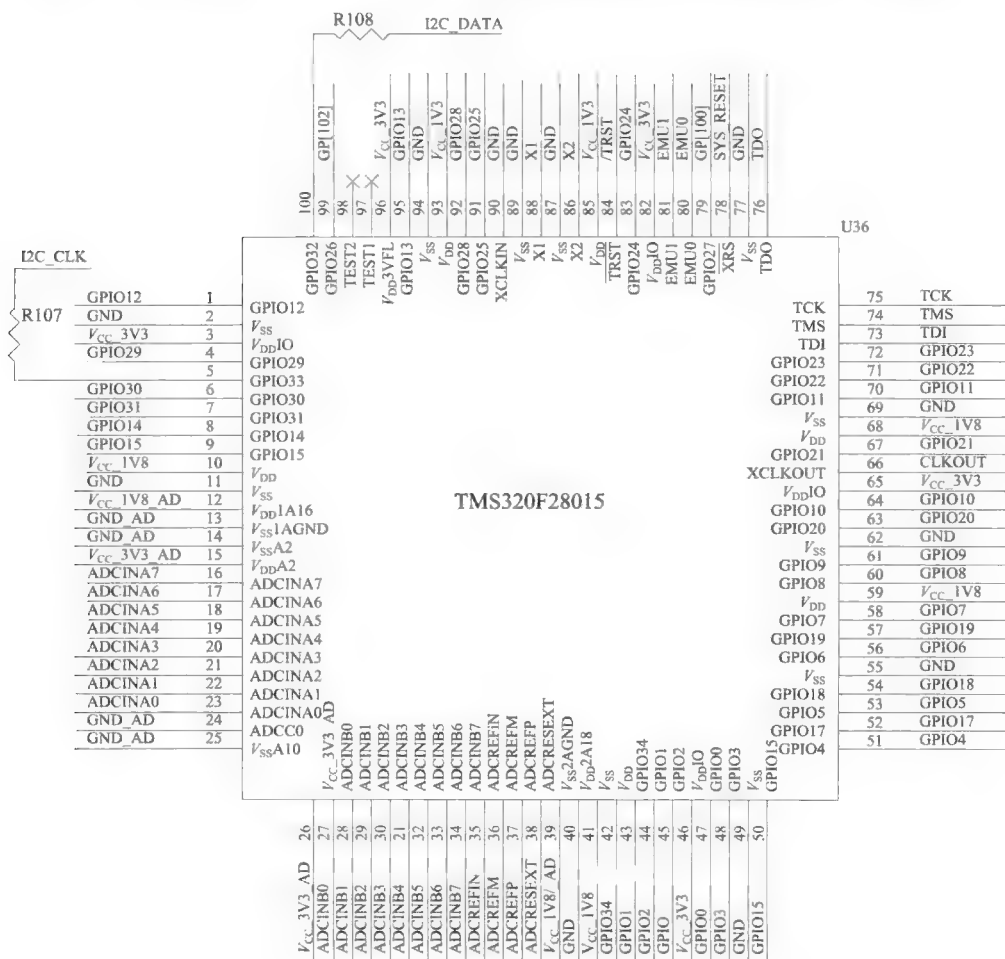 R108
I2C_DATA
GP[102]
VCC_3V3
GPIO13
GND
VCC_1V3
GPIO28
GPIO25
GND
GND
X1
GND
X2
VCC_1V3
/TRST
GPIO24
VCC_3V3
EMU1
EMU0
GP[100]
SYS RESET
GND
TDO
100 99 98 97 96 95 94 93 92 91 90 89 88 87 86 85 84 83 82 81 80 79 78 77 76
U36
GPIO32
GPIO26
TEST2
TEST1
VDD3VFL
GPIO13
VSS
VDD
GPIO28
GPIO25
XCLKIN
VSS
X1
VSS
X2
VDD
TRST
GPIO24
VDDIO
EMU1
EMU0
GPIO27
XRS
VSS
TDO
I2C_CLK
R107
GPIO12 1 GPIO12
GND 2 VSS
VCC_3V3 3 VDDIO
GPIO29 4 GPIO29
5 GPIO33
GPIO30 6 GPIO30
GPIO31 7 GPIO31
GPIO14 8 GPIO14
GPIO15 9 GPIO15
VCC_1V8 10 VDD
GND 11 VSS
VCC_1V8_AD 12 VDD1A16
GND_AD 13 VSS1AGND
GND_AD 14 VSSA2
VCC_3V3_AD 15 VDDA2
ADCINA7 16 ADCINA7
ADCINA6 17 ADCINA6
ADCINA5 18 ADCINA5
ADCINA4 19 ADCINA4
ADCINA3 20 ADCINA3
ADCINA2 21 ADCINA2
ADCINA1 22 ADCINA1
ADCINA0 23 ADCINA0
GND_AD 24 ADCC0
GND_AD 25 VSSA10
TMS320F28015
TCK 75 TCK
TMS 74 TMS
TDI 73 TDI
GPIO23 72 GPIO23
GPIO22 71 GPIO22
GPIO11 70 GPIO11
VSS 69 GND
VDD 68 VCC_1V8
GPIO21 67 GPIO21
XCLKOUT 66 CLKOUT
VDDIO 65 VCC_3V3
GPIO10 64 GPIO10
GPIO20 63 GPIO20
VSS 62 GND
GPIO9 61 GPIO9
GPIO8 60 GPIO8
VDD 59 VCC_1V8
GPIO7 58 GPIO7
GPIO19 57 GPIO19
GPIO6 56 GPIO6
VSS 55 GND
GPIO18 54 GPIO18
GPIO5 53 GPIO5
GPIO17 52 GPIO17
GPIO4 51 GPIO4
VCC_3V3 AD
ADCINB0
ADCINB1
ADCINB2
ADCINB3
ADCINB4
ADCINB5
ADCINB6
ADCINB7
ADCREFIN
ADCREFM
ADCREFP
ADCRESEXT
VSS2AGND
VDD2A18
VSS
VDD
GPIO34
GPIO1
GPIO2
VDDIO
GPIO0
GPIO3
VSS
GPIO15
26 27 28 29 30 21 32 33 34 35 36 37 38 39 40 41 42 43 44 45 46 47 48 49 50
VCC_3V3_AD
ADCINB0
ADCINB1
ADCINB2
ADCINB3
ADCINB4
ADCINB5
ADCINB6
ADCINB7
ADCREFIN
ADCREFM
ADCREFP
ADCRESEXT
VCC_1V8/ AD
GND
VCC_1V8
GPIO34
GPIO1
GPIO2
GPIO
VCC_3V3
GPIO0
GPIO3
GND
GPIO15